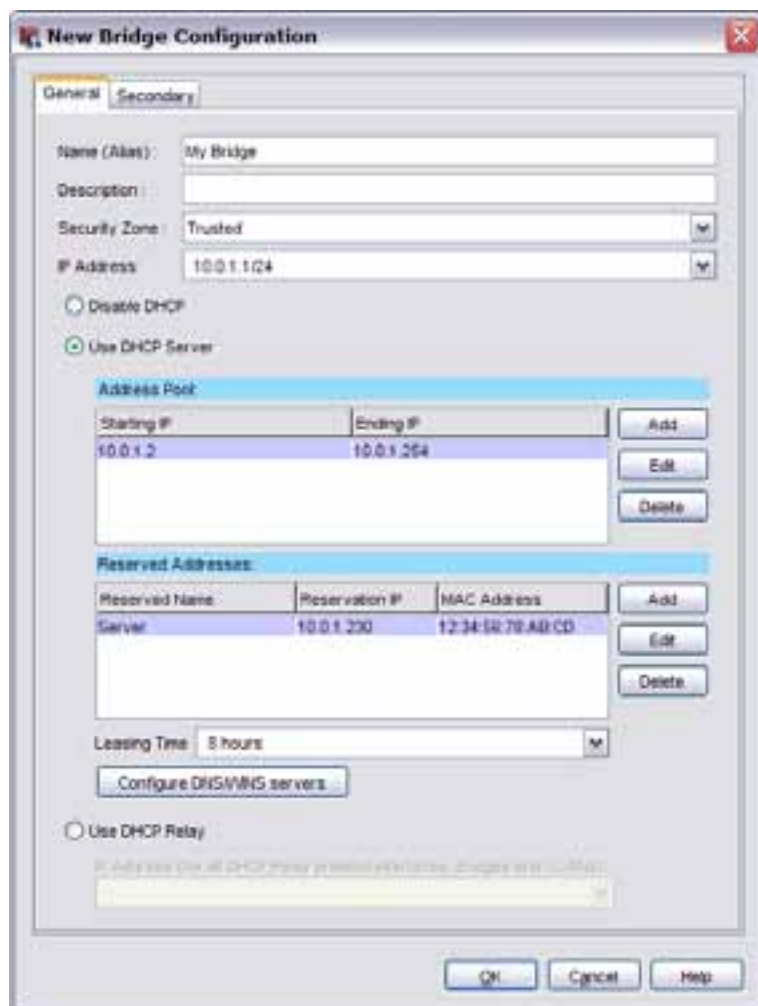 New Bridge Configuration
General Secondary
Name (Alias) : My Bridge
Description :
Security Zone : Trusted
IP Address 10.0.1.1/24
Disable DHCP
Use DHCP Server
Address Pool:
Starting IP Ending IP
10.0.1.2 10.0.1.254
Add
Edit
Delete
Reserved Addresses:
Reserved Name Reservation IP MAC Address
Server 10.0.1.230 12:34:56:78:AB:CD
Add
Edit
Delete
Leasing Time 8 hours
Configure DNS/WINS servers
Use DHCP Relay
OK Cancel Help